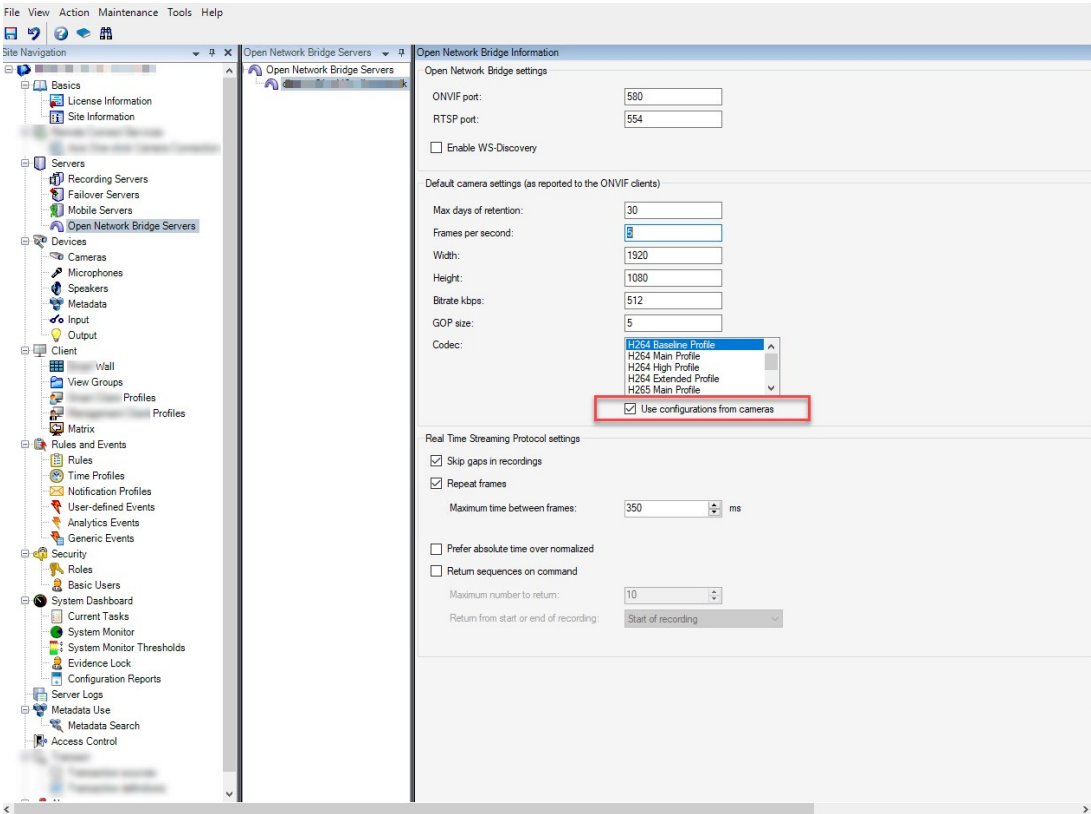 File View Action Maintenance Tools Help
Site Navigation
Basics
License Information
Site Information
Servers
Recording Servers
Failover Servers
Mobile Servers
Open Network Bridge Servers
Devices
Cameras
Microphones
Speakers
Metadata
Input
Output
Client
Wall
View Groups
Profiles
Profiles
Matrix
Rules and Events
Rules
Time Profiles
Notification Profiles
User-defined Events
Analytics Events
Generic Events
Security
Roles
Basic Users
System Dashboard
Current Tasks
System Monitor
System Monitor Thresholds
Evidence Lock
Configuration Reports
Server Logs
Metadata Use
Metadata Search
Access Control
Open Network Bridge Servers
Open Network Bridge Servers
Open Network Bridge Information
Open Network Bridge settings
ONVIF port: 580
RTSP port: 554
Enable WS-Discovery
Default camera settings (as reported to the ONVIF clients)
Max days of retention: 30
Frames per second: 5
Width: 1920
Height: 1080
Bitrate kbps: 512
GOP size: 5
Codec: H264 Baseline Profile
H264 Main Profile
H264 High Profile
H264 Extended Profile
H265 Main Profile
Use configurations from cameras
Real Time Streaming Protocol settings
Skip gaps in recordings
Repeat frames
Maximum time between frames: 350 ms
Prefer absolute time over normalized
Return sequences on command
Maximum number to return: 10
Return from start or end of recording: Start of recording